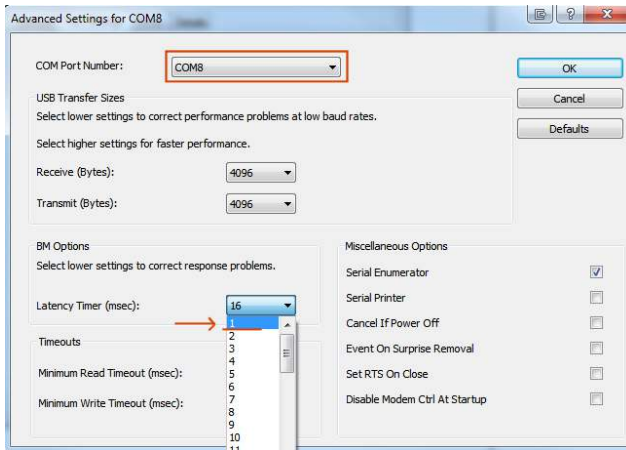 Advanced Settings for COM8
COM Port Number: COM8
OK
USB Transfer Sizes
Cancel
Select lower settings to correct performance problems at low baud rates.
Defaults
Select higher settings for faster performance.
Receive (Bytes): 4096
Transmit (Bytes): 4096
BM Options
Select lower settings to correct response problems.
Latency Timer (msec): 16
1
2
3
4
5
6
7
8
9
10
11
Timeouts
Minimum Read Timeout (msec):
Minimum Write Timeout (msec):
Miscellaneous Options
Serial Enumerator
Serial Printer
Cancel If Power Off
Event On Surprise Removal
Set RTS On Close
Disable Modem Ctrl At Startup